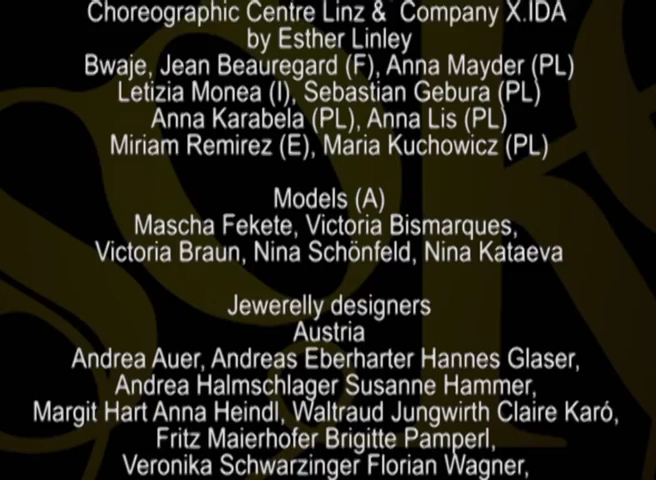 Choreographic Centre Linz & Company X.IDA
by Esther Linley
Bwaje, Jean Beauregard (F), Anna Mayder (PL)
Letizia Monea (I), Sebastian Gebura (PL)
Anna Karabela (PL), Anna Lis (PL)
Miriam Remirez (E), Maria Kuchowicz (PL)
Models (A)
Mascha Fekete, Victoria Bismarques,
Victoria Braun, Nina Schönfeld, Nina Kataeva
Jewerelly designers
Austria
Andrea Auer, Andreas Eberharter Hannes Glaser,
Andrea Halmschlager Susanne Hammer,
Margit Hart Anna Heindl, Waltraud Jungwirth Claire Karó,
Fritz Maierhofer Brigitte Pamperl,
Veronika Schwarzinger Florian Wagner,